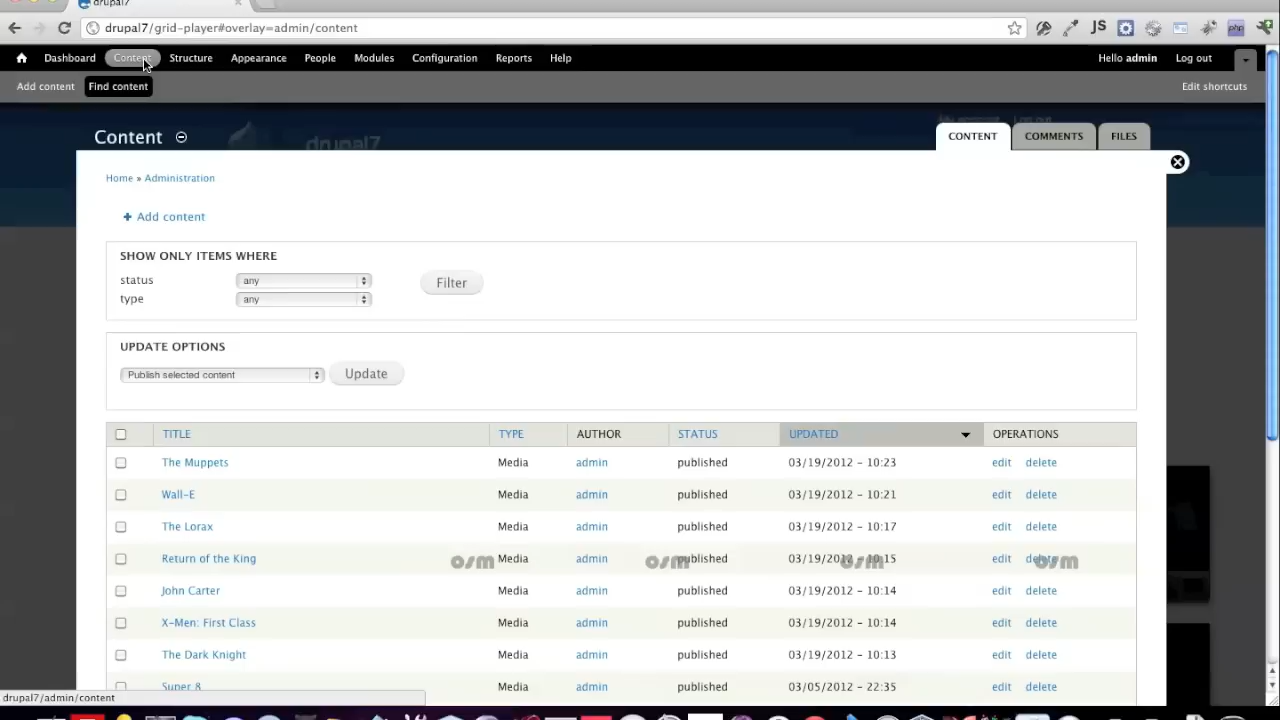 drupal7
drupal7/grid-player#overlay=admin/content
JS
php
Dashboard Content Structure Appearance People Modules Configuration Reports Help Hello admin Log out
Add content Find content Edit shortcuts
Content CONTENT COMMENTS FILES
drupal7
Home » Administration
+ Add content
SHOW ONLY ITEMS WHERE
status any Filter
type any
UPDATE OPTIONS
Publish selected content Update
TITLE TYPE AUTHOR STATUS UPDATED OPERATIONS
The Muppets Media admin published 03/19/2012 - 10:23 edit delete
Wall-E Media admin published 03/19/2012 - 10:21 edit delete
The Lorax Media admin published 03/19/2012 - 10:17 edit delete
Return of the King Media admin published 03/19/2012 - 10:15 edit delete
osm osm osm osm
John Carter Media admin published 03/19/2012 - 10:14 edit delete
X-Men: First Class Media admin published 03/19/2012 - 10:14 edit delete
The Dark Knight Media admin published 03/19/2012 - 10:13 edit delete
Super 8 Media admin published 03/05/2012 - 22:35 edit delete
drupal7/admin/content